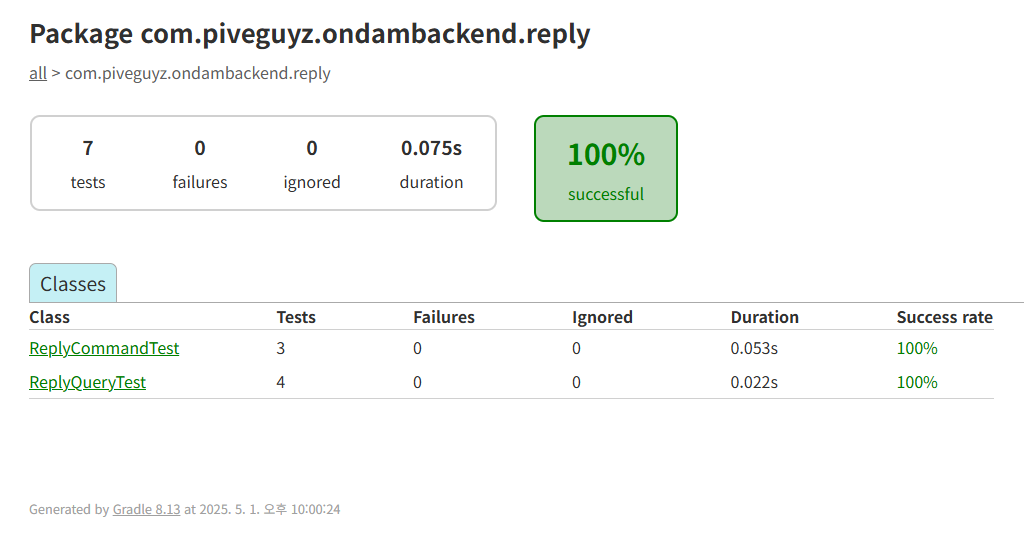 Package com.piveguyz.ondambackend.reply
all > com.piveguyz.ondambackend.reply
7 0 0 0.075s
tests failures ignored duration
100%
successful
Classes
Class Tests Failures Ignored Duration Success rate
ReplyCommandTest 3 0 0 0.053s 100%
ReplyQueryTest 4 0 0 0.022s 100%
Generated by Gradle 8.13 at 2025. 5. 1. 오후 10:00:24